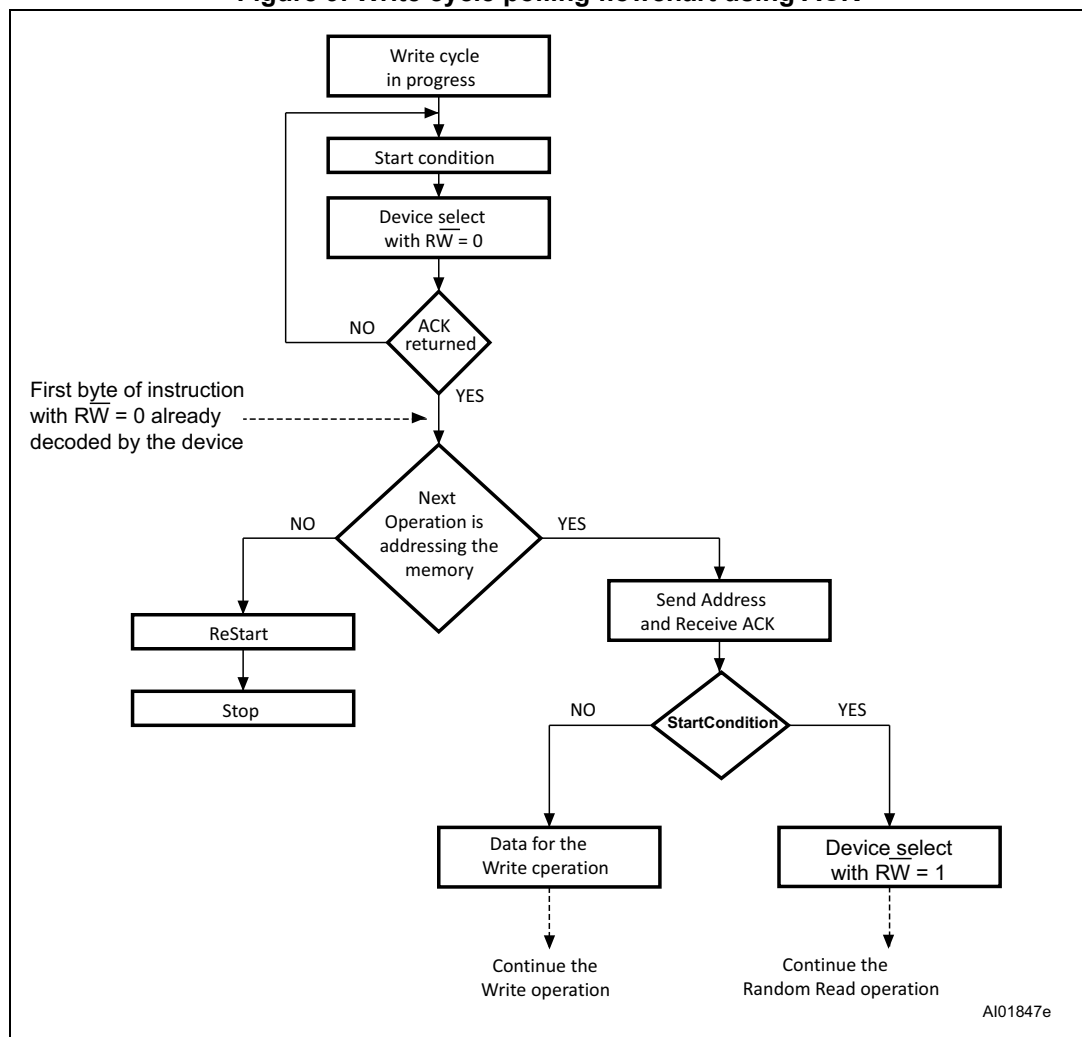 Write cycle
in progress
Start condition
Device select
with RW̅ = 0
ACK
returned
NO
YES
First byte of instruction
with RW̅ = 0 already
decoded by the device
Next
Operation is
addressing the
memory
NO
YES
ReStart
Stop
Send Address
and Receive ACK
StartCondition
NO
YES
Data for the
Write cperation
Device select
with RW̅ = 1
Continue the
Write operation
Continue the
Random Read operation
AI01847e